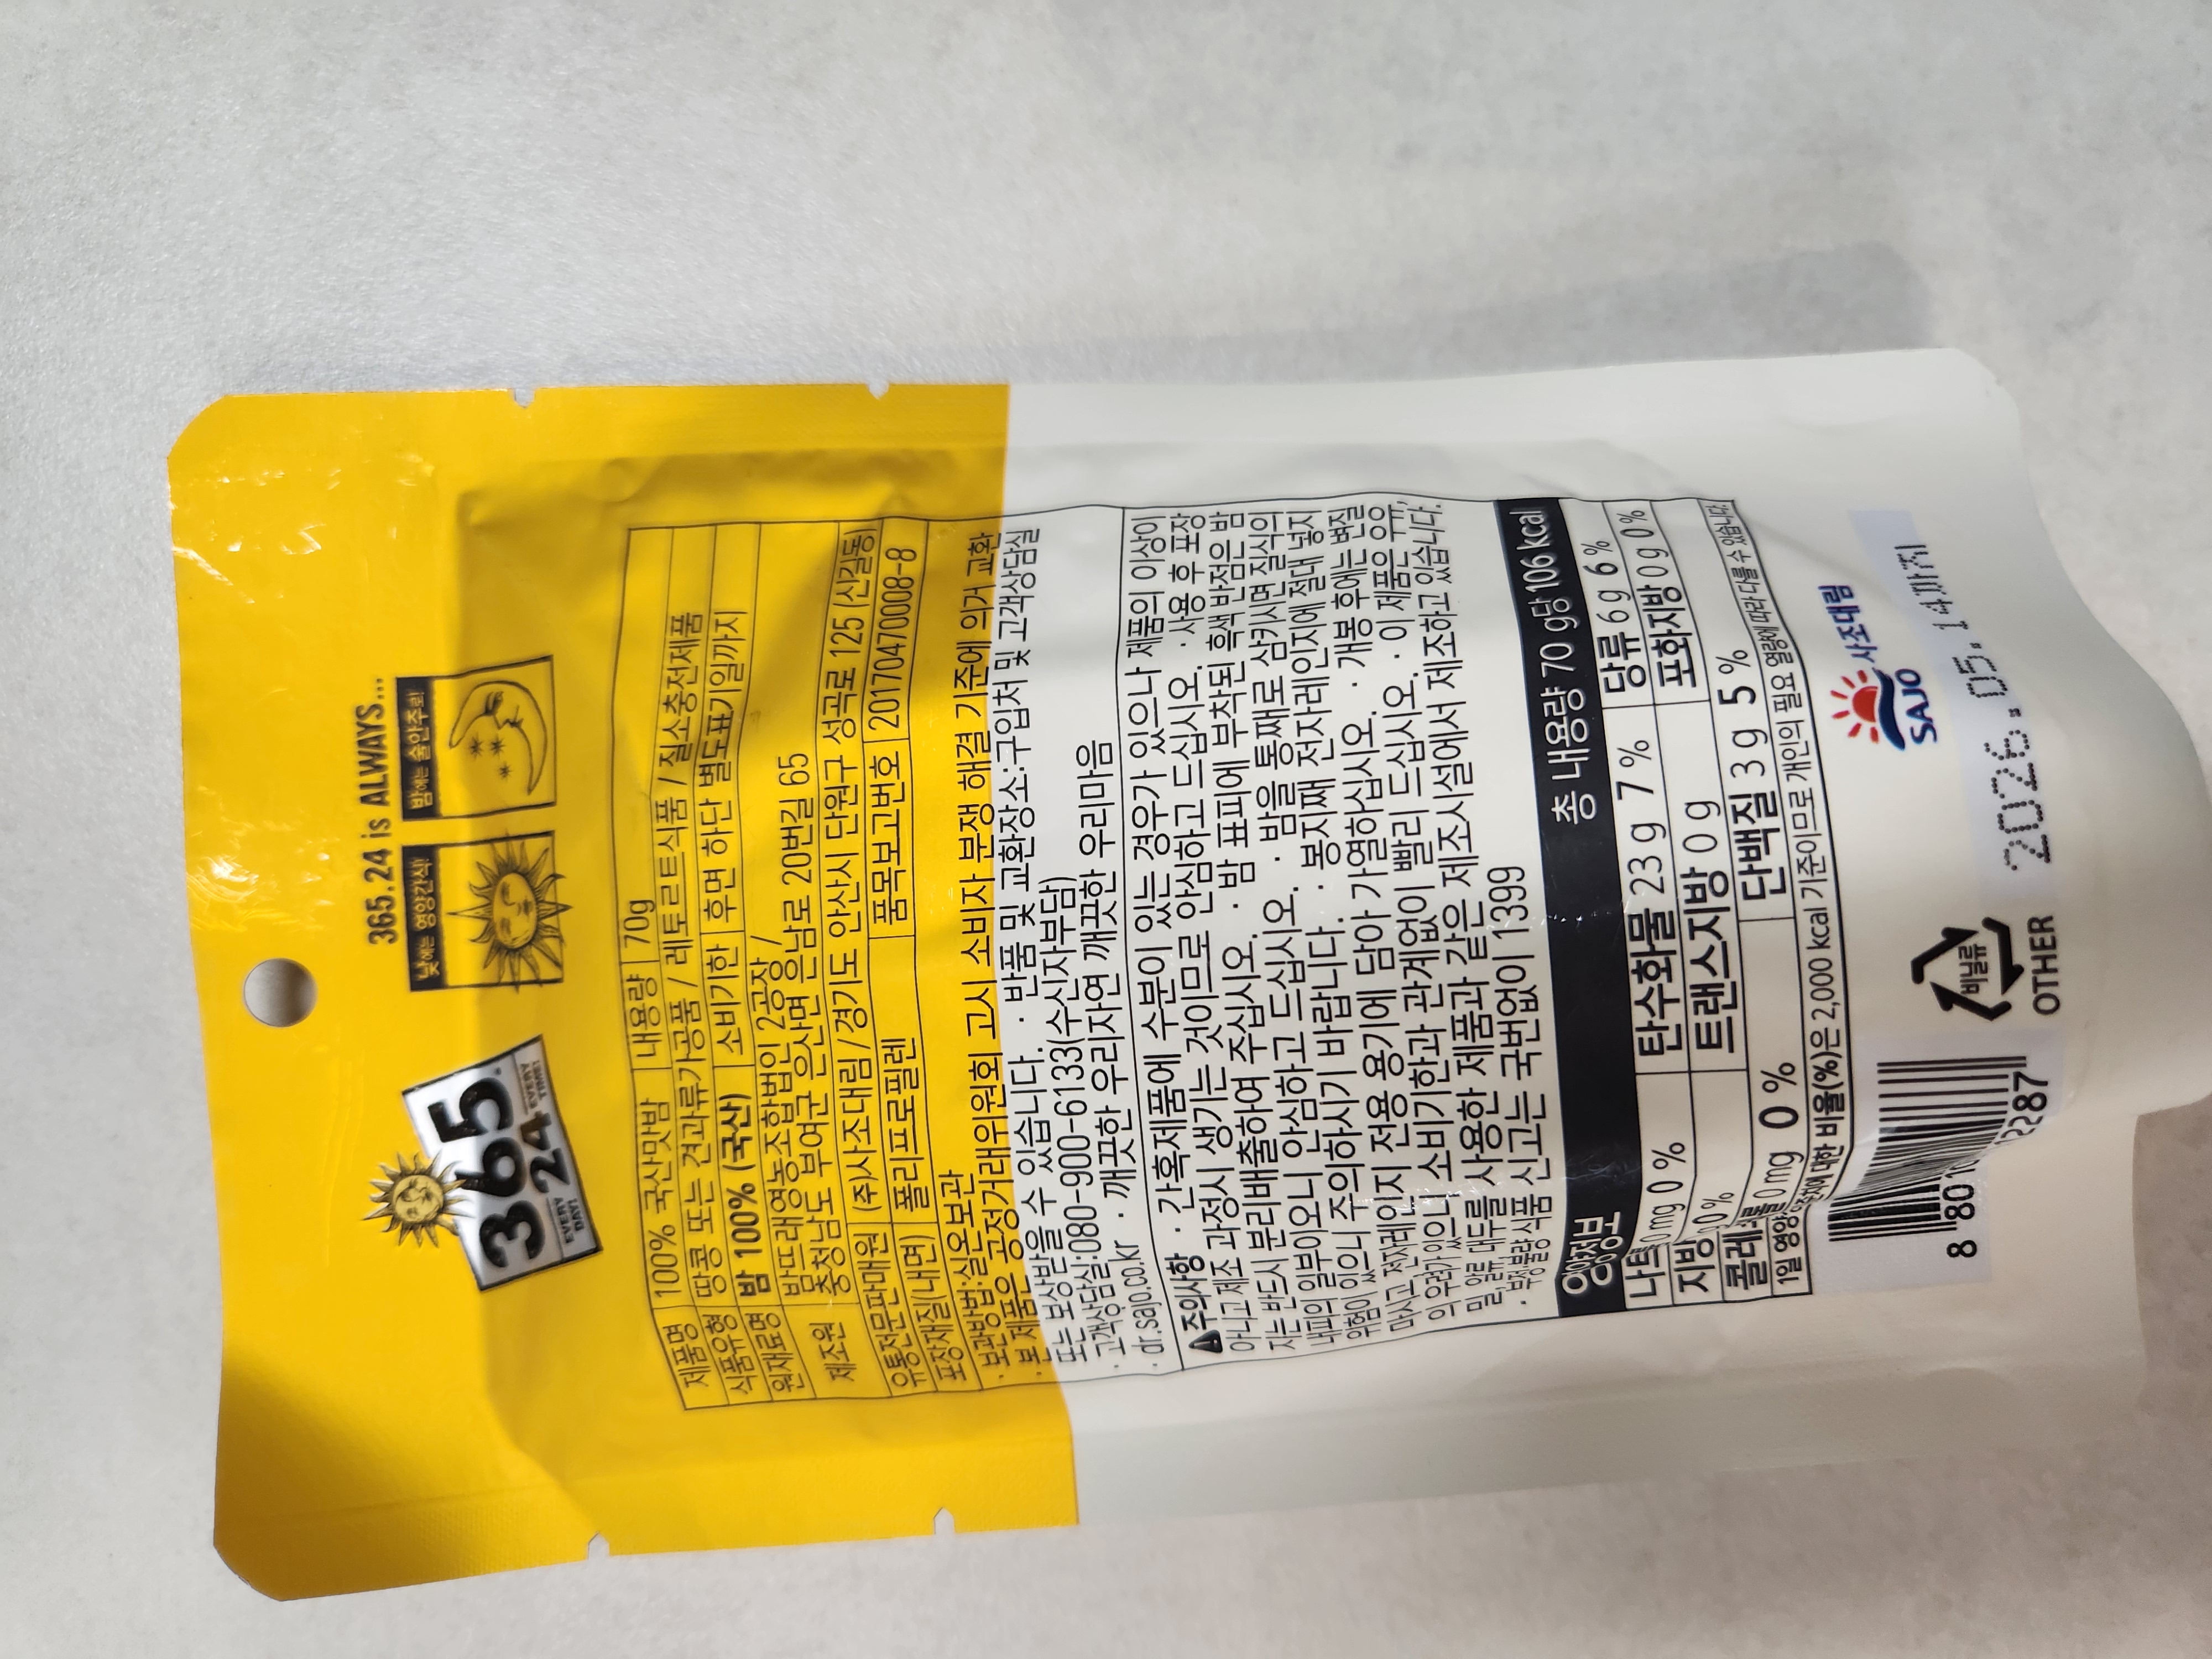 365
EVERY DAY!
24
EVERY TIME!
365.24 is ALWAYS...
낮에는 영양간식!
밤에는 술안주로!
제품명 100% 국산맛밤 내용량 70g
식품유형 땅콩 또는 견과류가공품 / 레토르트식품 / 질소충전제품
원재료명 밤 100% (국산) 소비기한 후면 하단 별도표기일까지
제조원 밤뜨래영농조합법인 2공장 /
충청남도 부여군 은산면 은남로 20번길 65
유통전문판매원 (주)사조대림 / 경기도 안산시 단원구 성곡로 125 (신길동)
포장재질(내면) 폴리프로필렌 품목보고번호 20170470008-8
· 보관방법:실온보관
· 본 제품은 공정거래위원회 고시 소비자 분쟁 해결 기준에 의거 교환
또는 보상받을 수 있습니다. · 반품 및 교환장소:구입처 및 고객상담실
· 고객상담실:080-900-6133(수신자부담)
· dr.sajo.co.kr · 깨끗한 우리자연 깨끗한 우리마음
주의사항 · 간혹제품에 수분이 있는 경우가 있으나 제품의 이상이
아니고 제조 과정시 생기는 것이므로 안심하고 드십시오. · 사용 후 포장
지는 반드시 분리배출하여 주십시오. · 밤 표피에 부착된 흑색 반점은 밤
내피의 일부이오니 안심하고 드십시오. · 밤을 통째로 삼키시면 질식의
위험이 있으니 주의하시기 바랍니다. · 봉지째 전자레인지에 절대 넣지
마시고 전자레인지 전용 용기에 담아 가열하십시오. · 개봉 후에는 변질
의 우려가 있으니 소비기한과 관계없이 빨리 드십시오. · 이 제품은 우유,
밀, 알류, 대두를 사용한 제품과 같은 제조시설에서 제조하고 있습니다.
· 부정·불량 식품 신고는 국번없이 1399
영양정보 총 내용량 70 g당 106 kcal
0 mg 0 % 탄수화물 23 g 7 % 당류 6 g 6 %
지방 0 % 트랜스지방 0 g 포화지방 0 g 0 %
0 mg 0 % 단백질 3 g 5 %
1일 영양성분 기준치에 대한 비율(%)은 2,000 kcal 기준이므로 개인의 필요 열량에 따라 다를 수 있습니다.
8 80 2287
비닐류
OTHER
SAJO 사조대림
2026.05.14까지